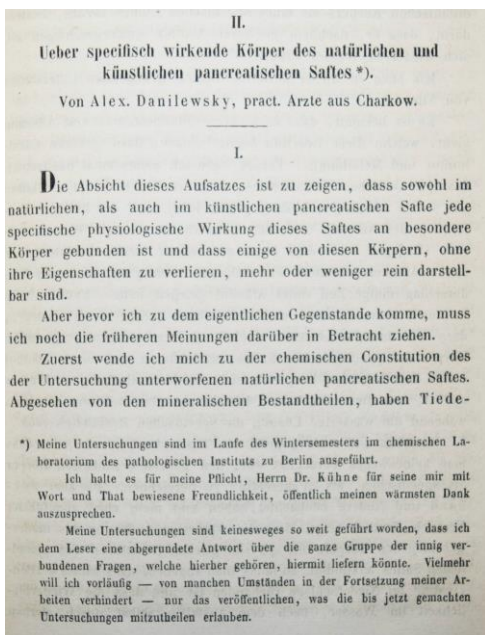 II.
Ueber specifisch wirkende Körper des natürlichen und
künstlichen pancreatischen Saftes *).
Von Alex. Danilewsky, pract. Arzte aus Charkow.
I.
Die Absicht dieses Aufsatzes ist zu zeigen, dass sowohl im
natürlichen, als auch im künstlichen pancreatischen Safte jede
specifische physiologische Wirkung dieses Saftes an besondere
Körper gebunden ist und dass einige von diesen Körpern, ohne
ihre Eigenschaften zu verlieren, mehr oder weniger rein darstell-
bar sind.
Aber bevor ich zu dem eigentlichen Gegenstande komme, muss
ich noch die früheren Meinungen darüber in Betracht ziehen.
Zuerst wende ich mich zu der chemischen Constitution des
der Untersuchung unterworfenen natürlichen pancreatischen Saftes.
Abgesehen von den mineralischen Bestandtheilen, haben Tiede-
*) Meine Untersuchungen sind im Laufe des Wintersemesters im chemischen La-
boratorium des pathologischen Instituts zu Berlin ausgeführt.
Ich halte es für meine Pflicht, Herrn Dr. Kühne für seine mir mit
Wort und That bewiesene Freundlichkeit, öffentlich meinen wärmsten Dank
auszusprechen.
Meine Untersuchungen sind keinesweges so weit geführt worden, dass ich
dem Leser eine abgerundete Antwort über die ganze Gruppe der innig ver-
bundenen Fragen, welche hierher gehören, hiermit liefern könnte. Vielmehr
will ich vorläufig — von manchen Umständen in der Fortsetzung meiner Ar-
beiten verhindert — nur das veröffentlichen, was die bis jetzt gemachten
Untersuchungen mitzutheilen erlauben.